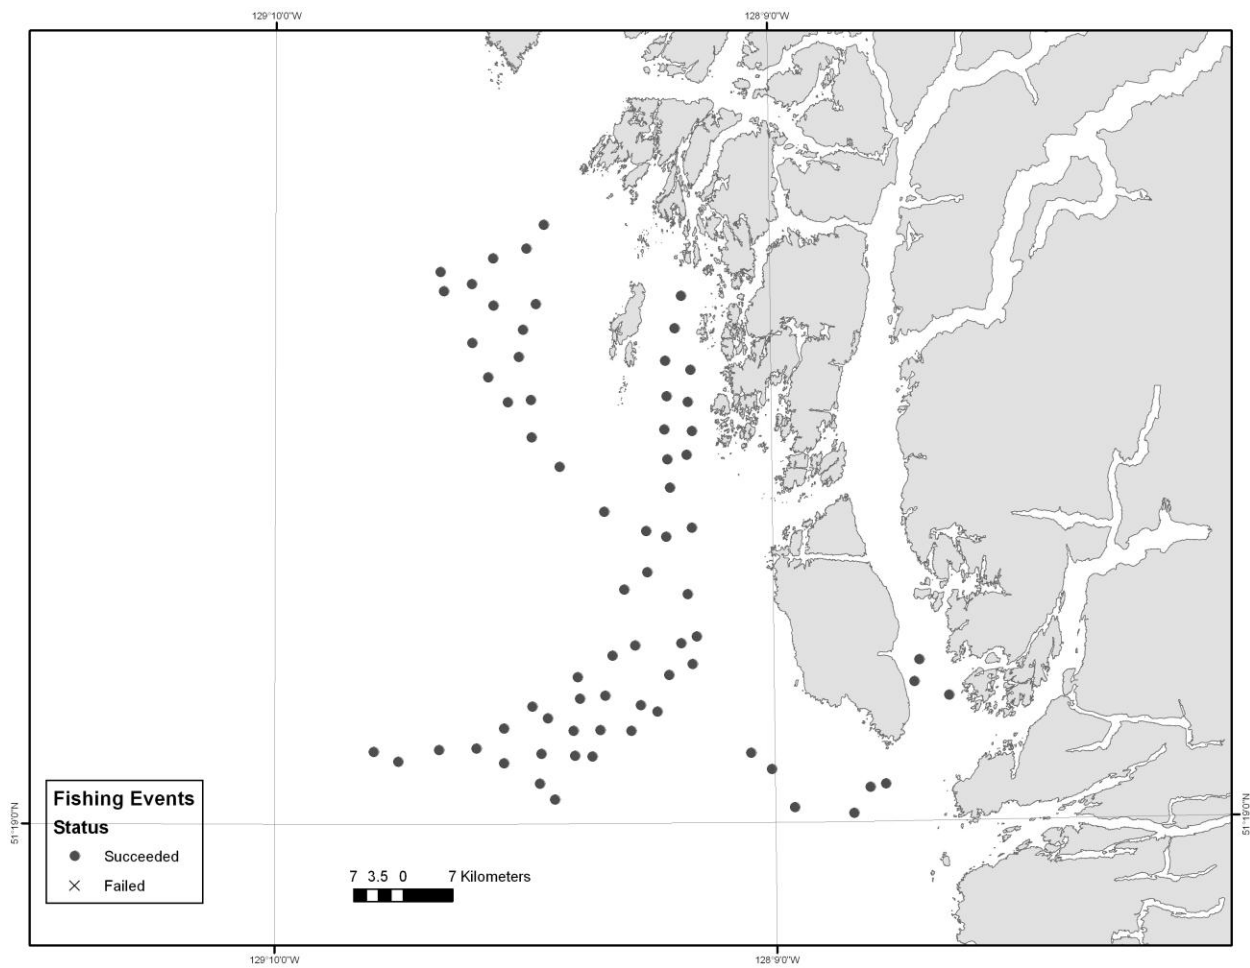 129°10'0"W 128°9'0"W
51°19'0"N 51°19'0"N
Fishing Events
Status
Succeeded
Failed
7 3.5 0 7 Kilometers
129°10'0"W 128°9'0"W